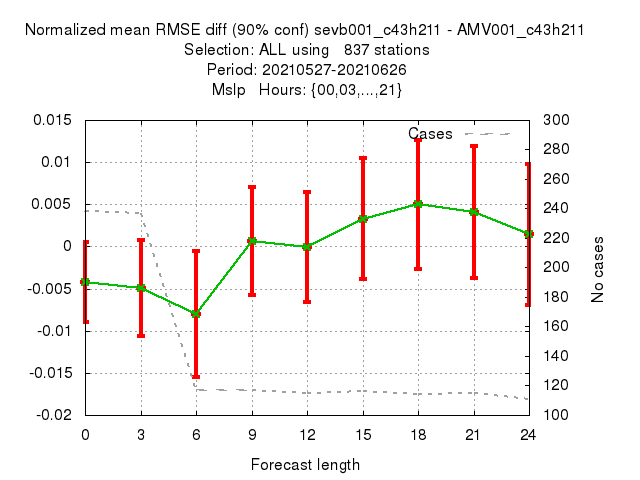 Normalized mean RMSE diff (90% conf) sevb001_c43h211 - AMV001_c43h211
Selection: ALL using   837 stations
Period: 20210527-20210626
Mslp   Hours: {00,03,...,21}
Cases
0.015
0.01
0.005
0
-0.005
-0.01
-0.015
-0.02
300
280
260
240
220
200
180
160
140
120
100
No cases
0 3 6 9 12 15 18 21 24
Forecast length